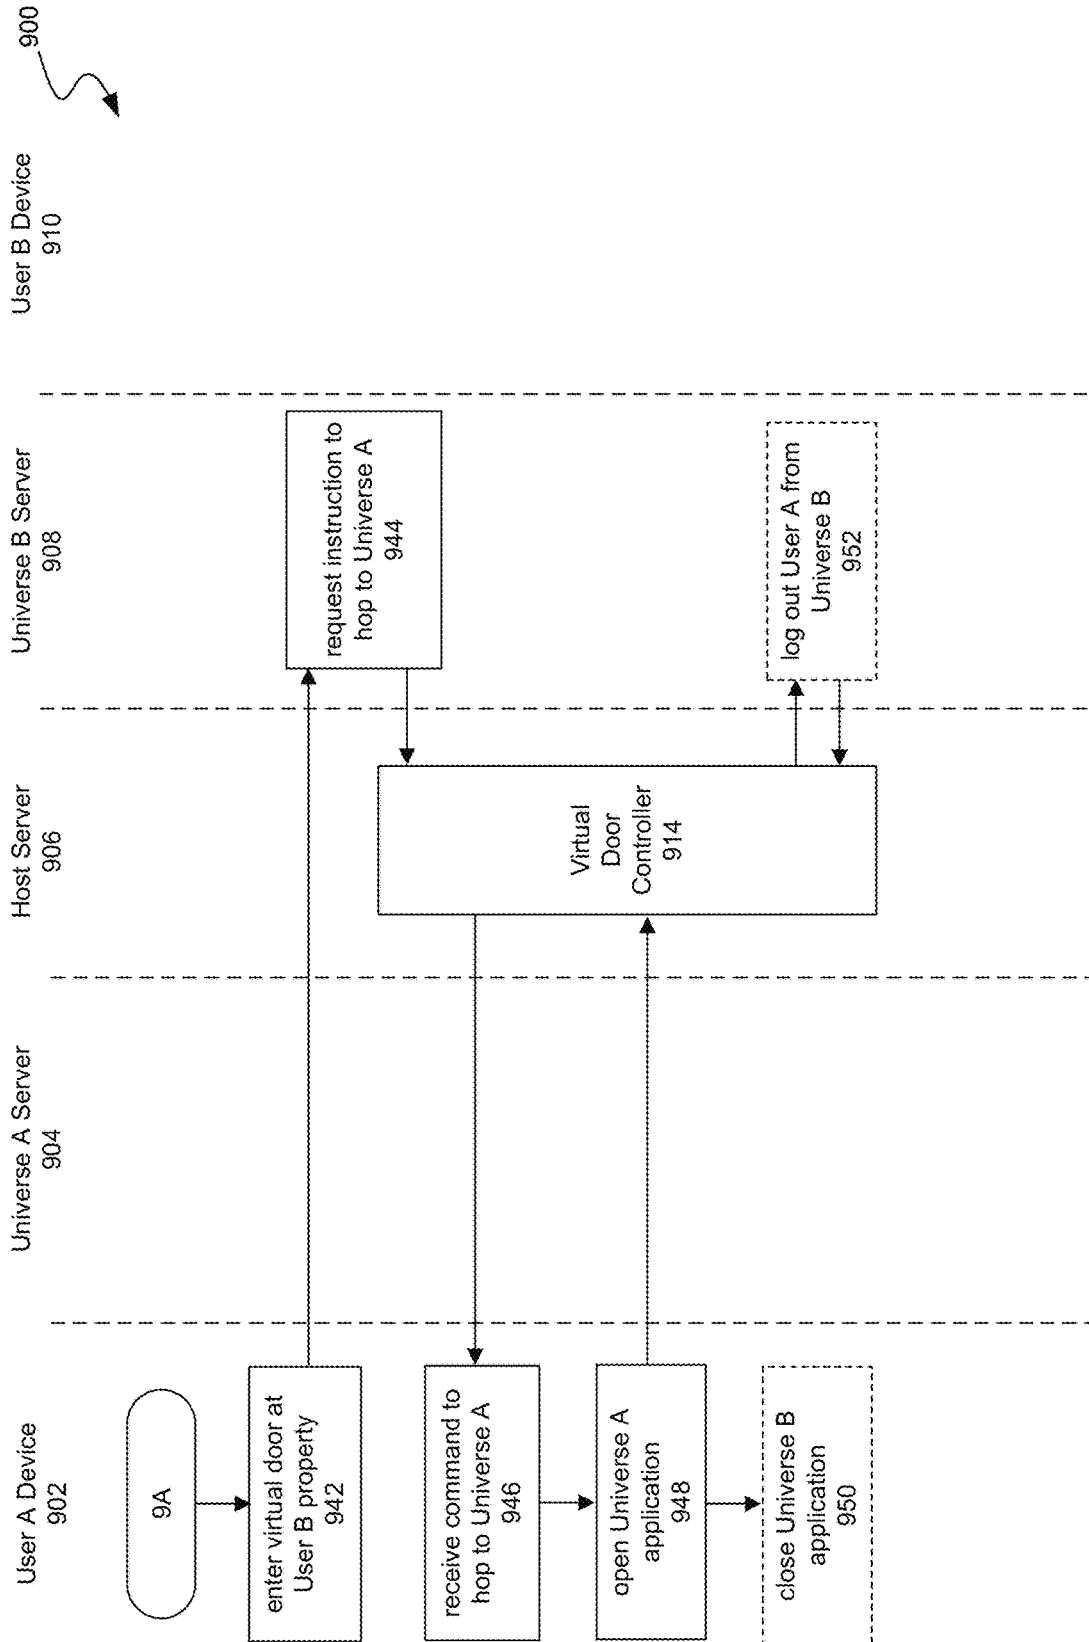 900
User A Device
902
Universe A Server
904
Host Server
906
Universe B Server
908
User B Device
910
9A
enter virtual door at
User B property
942
request instruction to
hop to Universe A
944
receive command to
hop to Universe A
946
Virtual
Door
Controller
914
open Universe A
application
948
close Universe B
application
950
log out User A from
Universe B
952